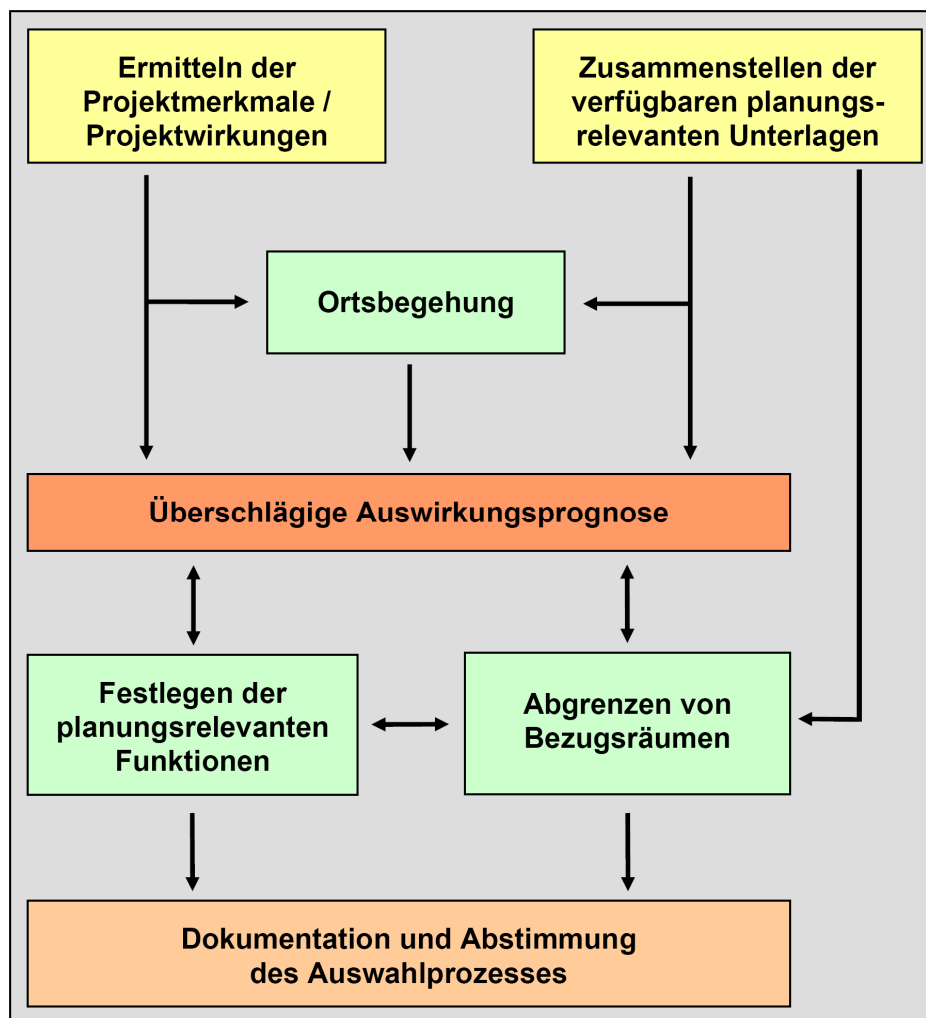 Ermitteln der
Projektmerkmale /
Projektwirkungen
Zusammenstellen der
verfügbaren planungs-
relevanten Unterlagen
Ortsbegehung
Überschlägige Auswirkungsprognose
Festlegen der
planungsrelevanten
Funktionen
Abgrenzen von
Bezugsräumen
Dokumentation und Abstimmung
des Auswahlprozesses